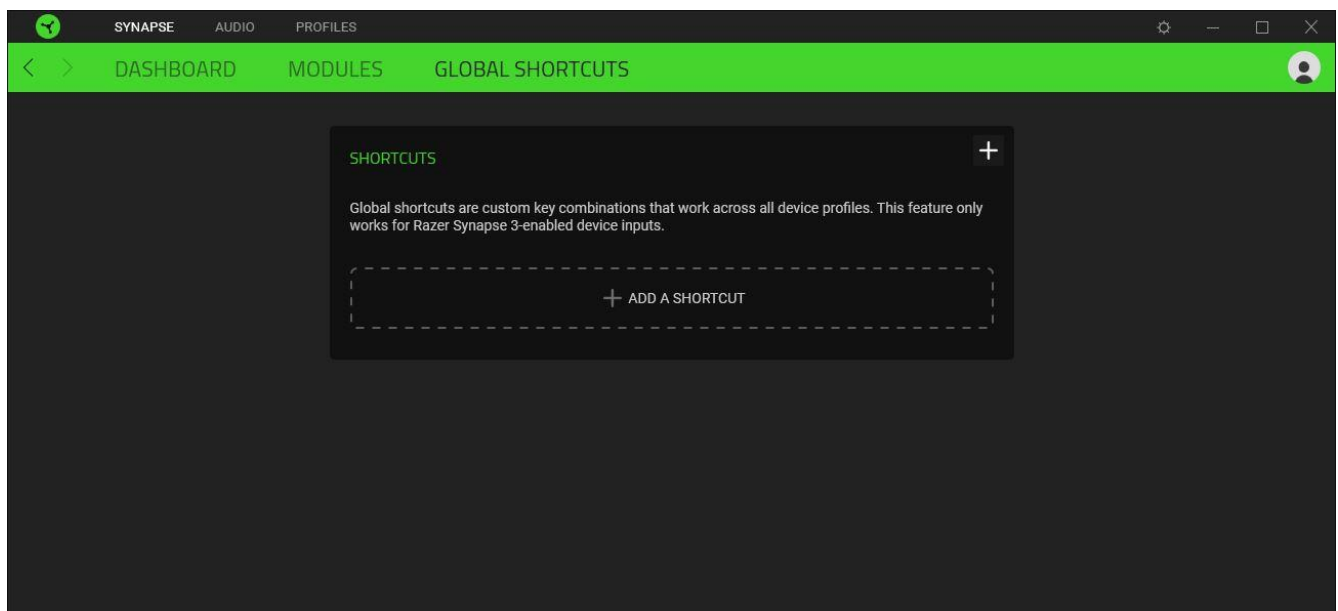 SYNAPSE AUDIO PROFILES
DASHBOARD MODULES GLOBAL SHORTCUTS
SHORTCUTS
Global shortcuts are custom key combinations that work across all device profiles. This feature only
works for Razer Synapse 3-enabled device inputs.
ADD A SHORTCUT